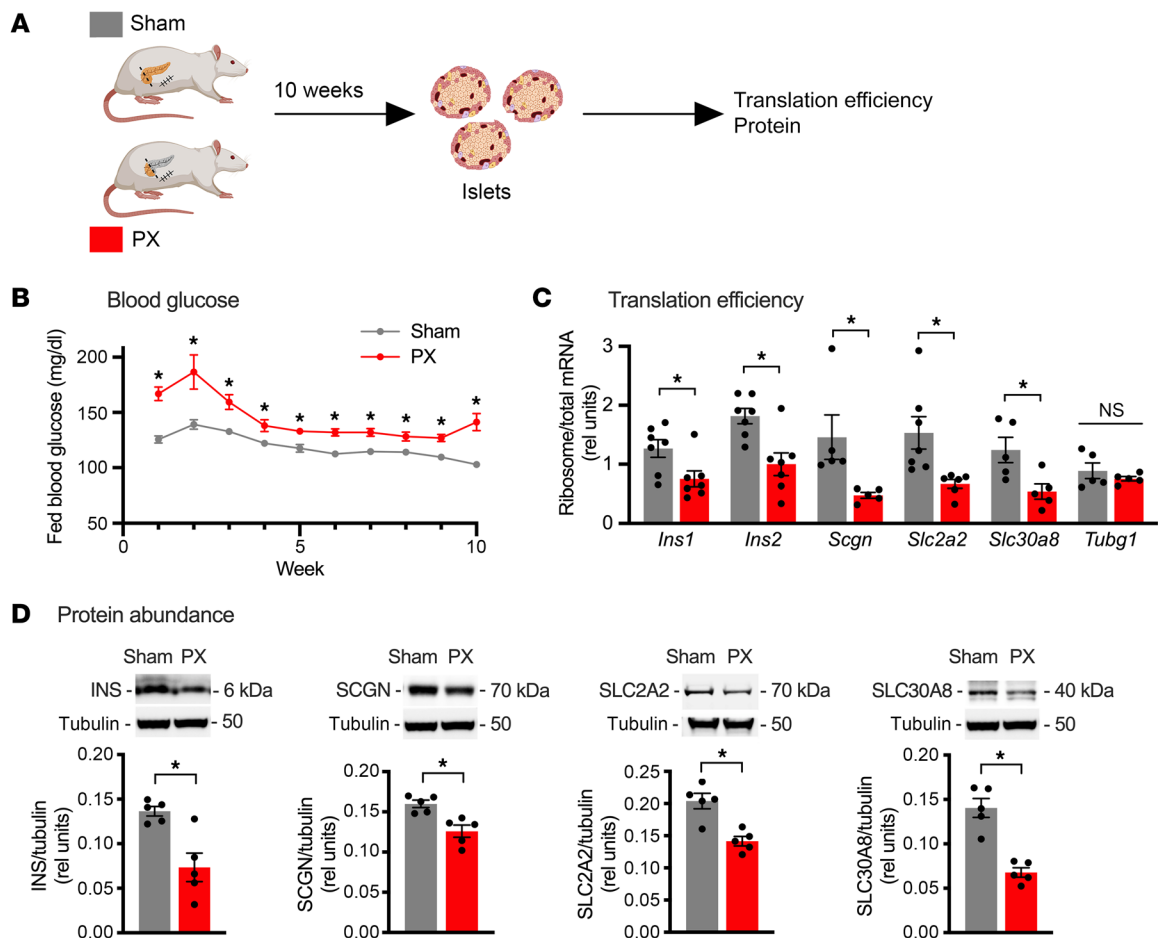 A
Sham
10 weeks
Islets
Translation efficiency
Protein
PX
B
Blood glucose
Sham
PX
Fed blood glucose (mg/dl)
200
150
100
50
* * * * * * * * * *
0 5 10
Week
C
Translation efficiency
Ribosome/total mRNA
(rel units)
3
2
1
0
* * * * * NS
Ins1 Ins2 Scgn Slc2a2 Slc30a8 Tubg1
D
Protein abundance
Sham PX
INS - - 6 kDa
Tubulin - - 50
INS/tubulin
(rel units)
0.20
0.15
0.10
0.05
0.00
*
Sham PX
SCGN - - 70 kDa
Tubulin - - 50
SCGN/tubulin
(rel units)
0.20
0.15
0.10
0.05
0.00
*
Sham PX
SLC2A2 - - 70 kDa
Tubulin - - 50
SLC2A2/tubulin
(rel units)
0.25
0.20
0.15
0.10
0.05
0.00
*
Sham PX
SLC30A8 - - 40 kDa
Tubulin - - 50
SLC30A8/tubulin
(rel units)
0.20
0.15
0.10
0.05
0.00
*